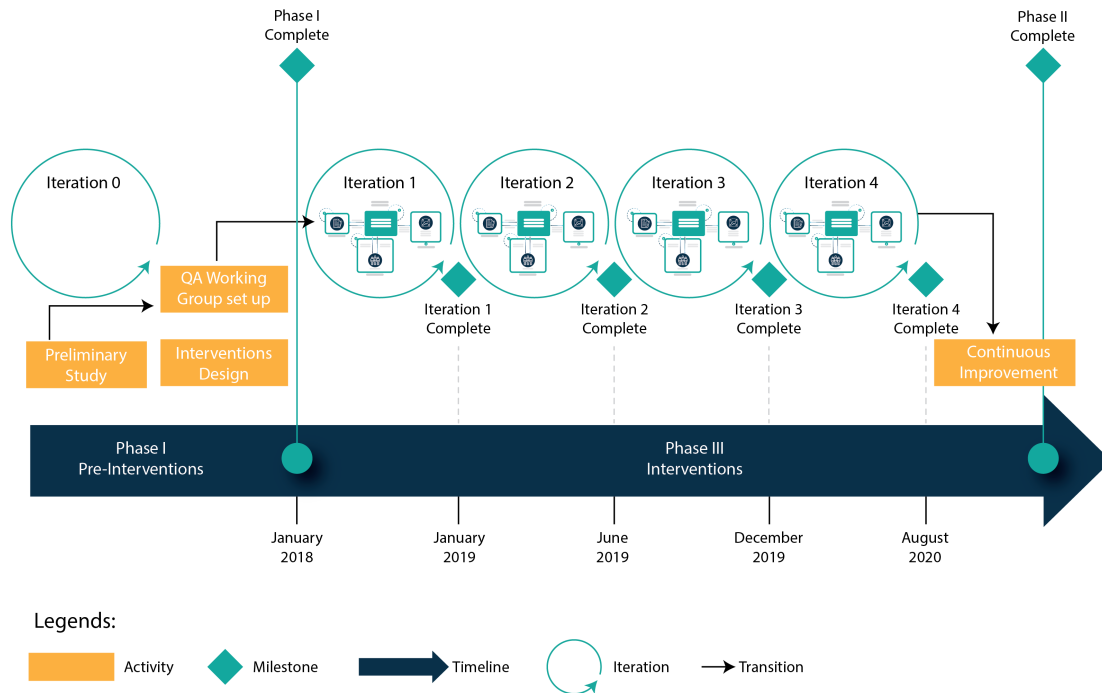 Phase I
Complete
Phase II
Complete
Iteration 0
Iteration 1
Iteration 2
Iteration 3
Iteration 4
QA Working
Group set up
Iteration 1
Complete
Iteration 2
Complete
Iteration 3
Complete
Iteration 4
Complete
Preliminary
Study
Interventions
Design
Continuous
Improvement
Phase I
Pre-Interventions
Phase III
Interventions
January
2018
January
2019
June
2019
December
2019
August
2020
Legends:
Activity
Milestone
Timeline
Iteration
Transition